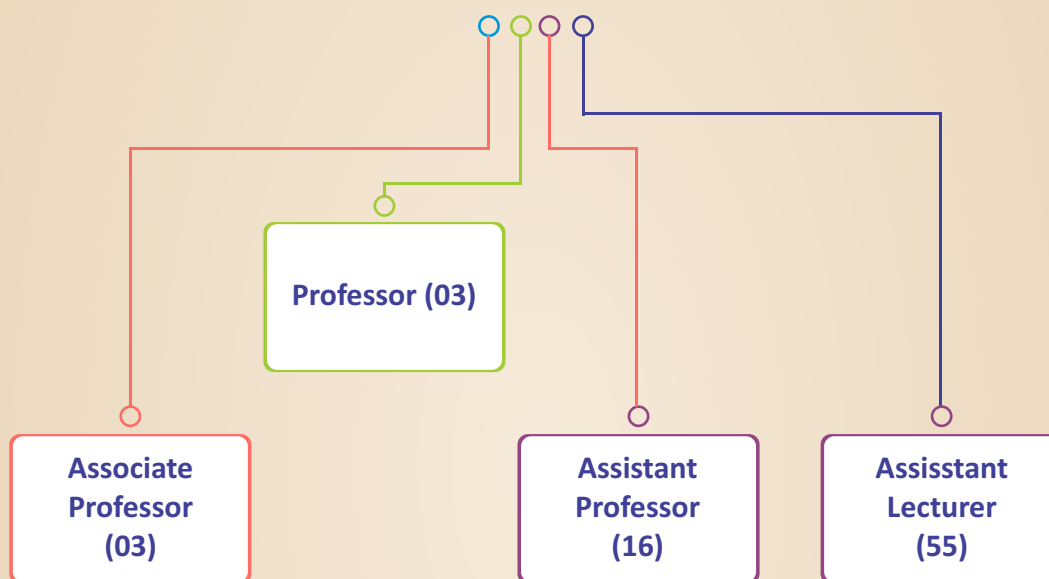 Professor (03)
Associate
Professor
(03)
Assistant
Professor
(16)
Assisstant
Lecturer
(55)